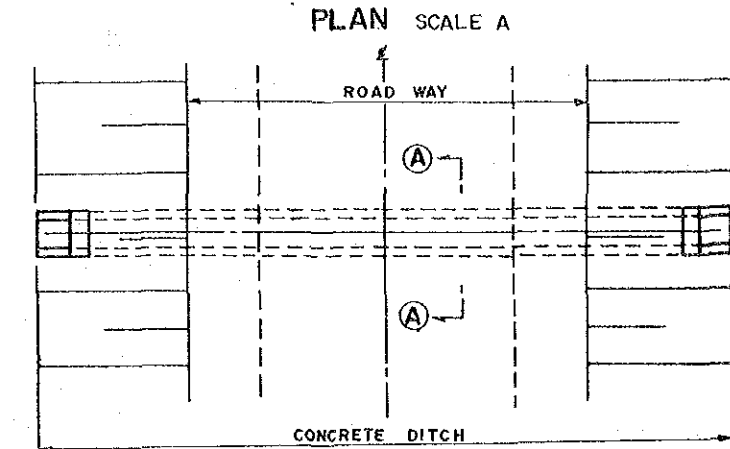 PLAN SCALE A
℄
ROAD WAY
A
A
CONCRETE DITCH